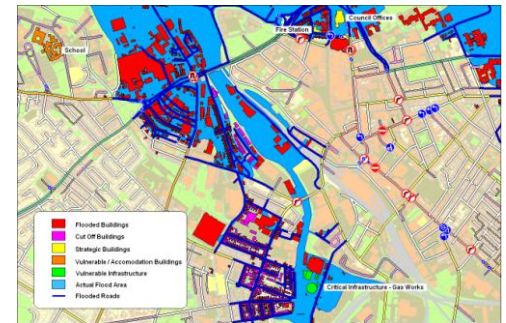 Council Offices
Fire Station
School
Flooded Buildings
Cut Off Buildings
Strategic Buildings
Vulnerable / Accomodation Buildings
Vulnerable Infrastructure
Actual Flood Area
Flooded Roads
Critical Infrastructure - Gas Works